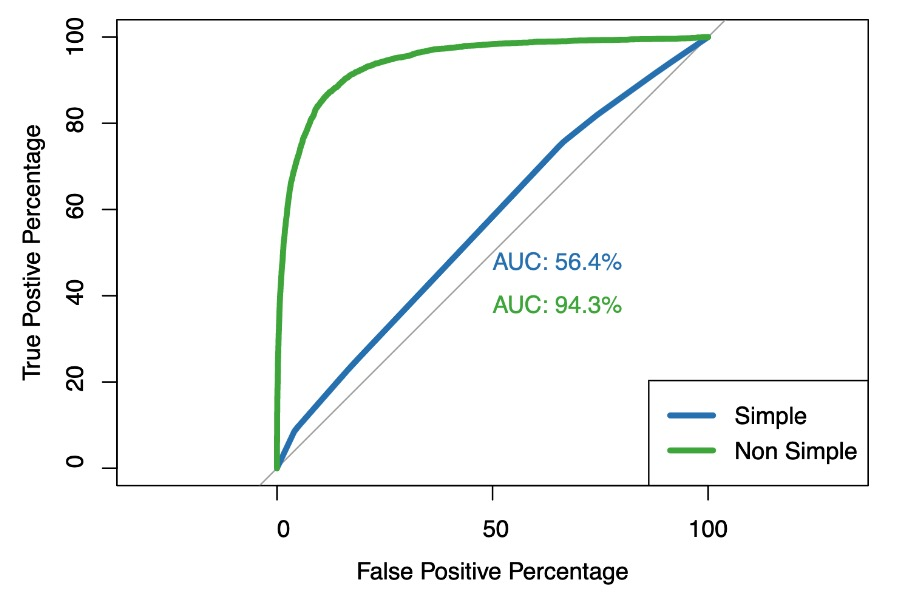 True Postive Percentage
100
80
60
40
20
0
AUC: 56.4%
AUC: 94.3%
Simple
Non Simple
0 50 100
False Positive Percentage